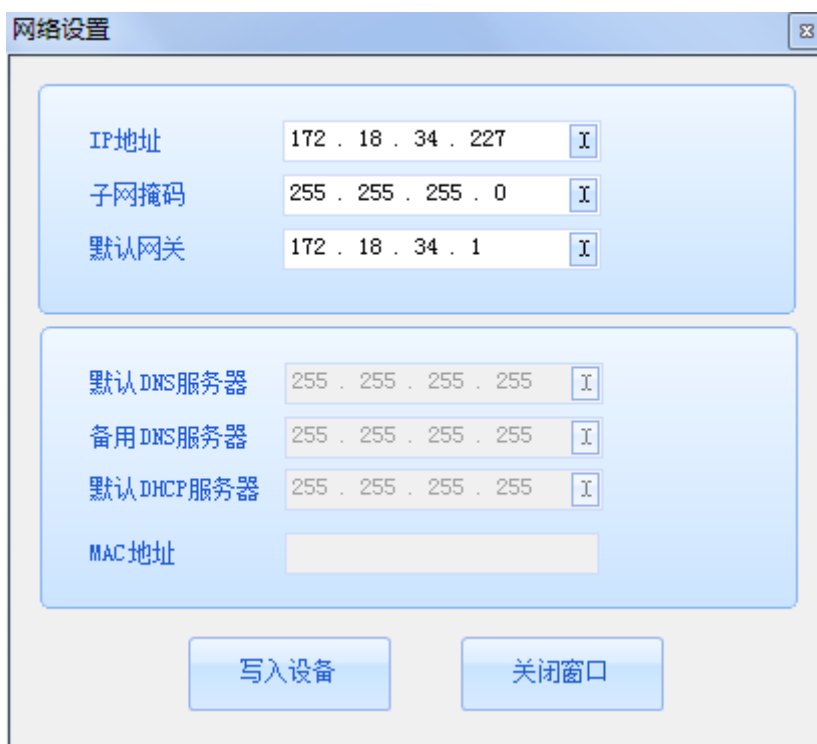 网络设置
IP地址 172 . 18 . 34 . 227
子网掩码 255 . 255 . 255 . 0
默认网关 172 . 18 . 34 . 1
默认DNS服务器 255 . 255 . 255 . 255
备用DNS服务器 255 . 255 . 255 . 255
默认DHCP服务器 255 . 255 . 255 . 255
MAC地址
写入设备 关闭窗口